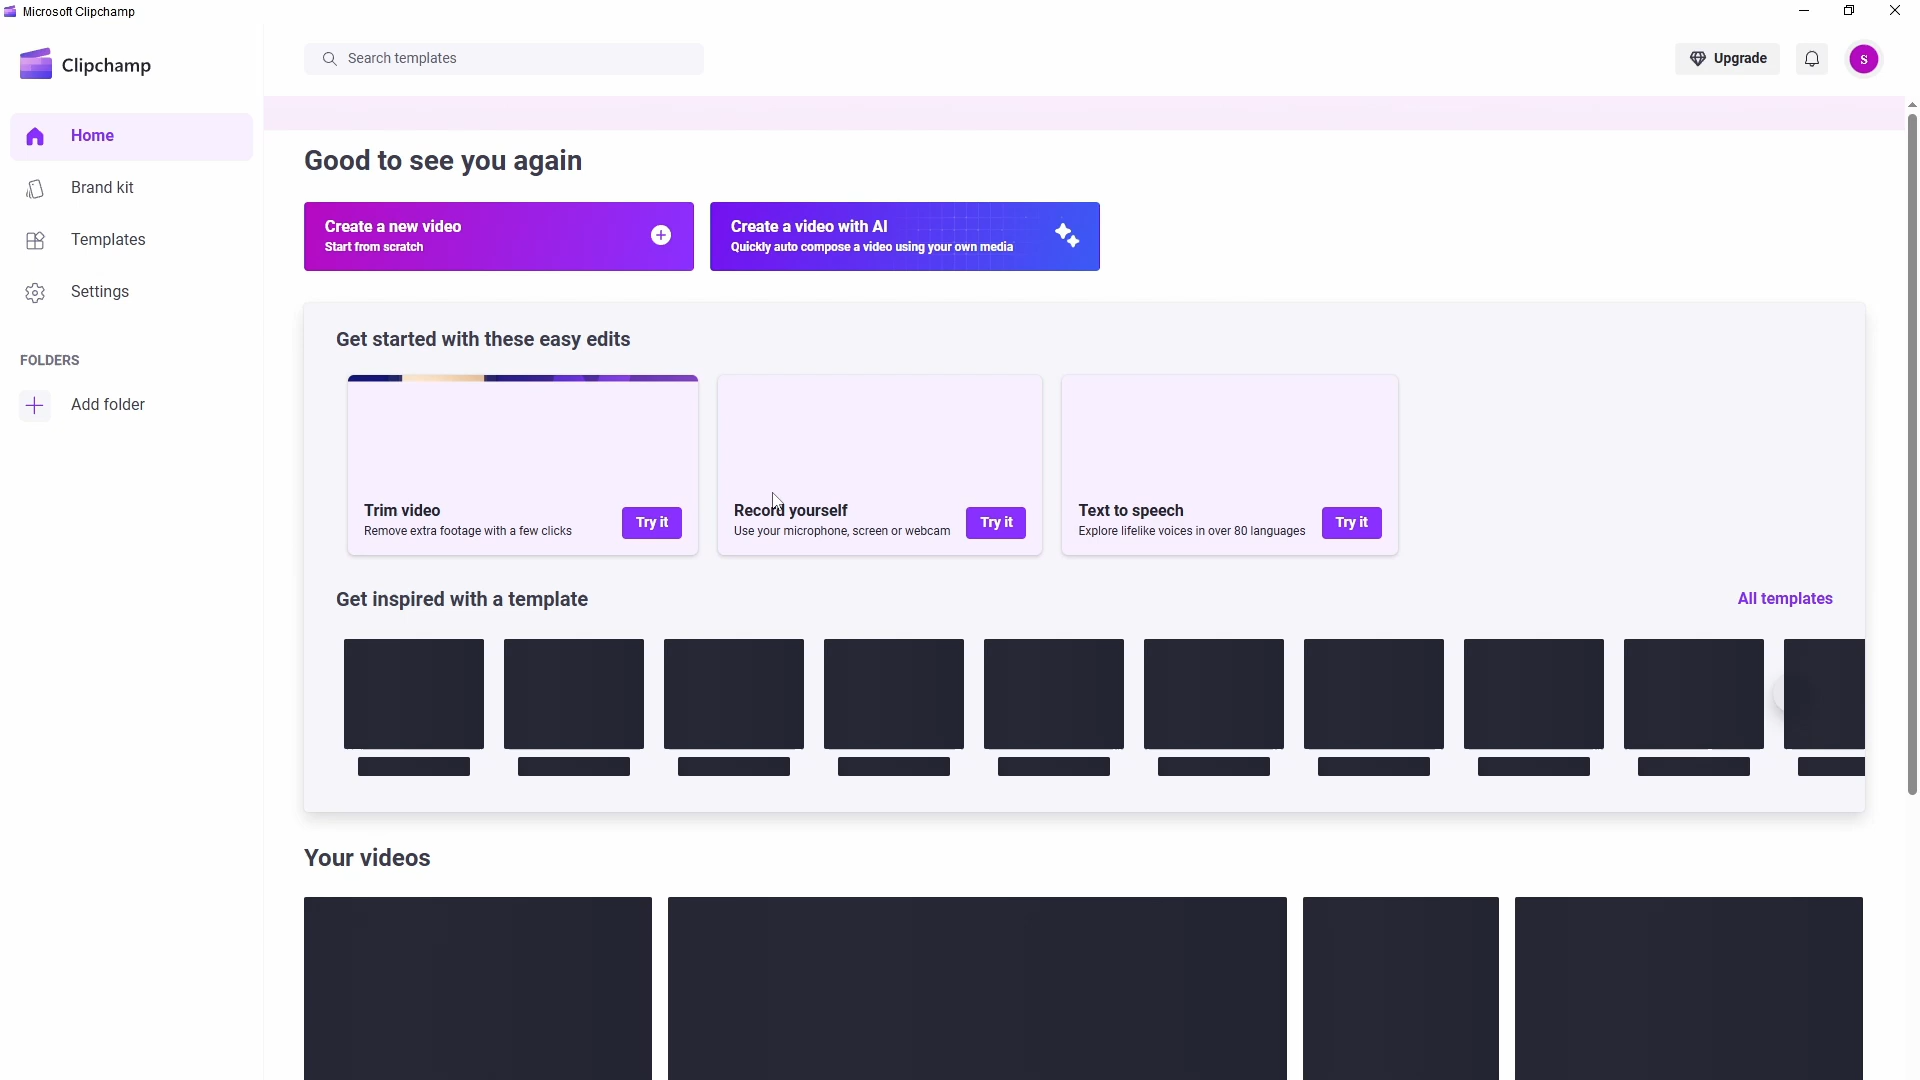 Microsoft Clipchamp
Clipchamp
Search templates
Upgrade
S
Home
Brand kit
Templates
Settings
FOLDERS
Add folder
Good to see you again
Create a new video
Start from scratch
Create a video with AI
Quickly auto compose a video using your own media
Get started with these easy edits
Trim video
Remove extra footage with a few clicks
Try it
Record yourself
Use your microphone, screen or webcam
Try it
Text to speech
Explore lifelike voices in over 80 languages
Try it
Get inspired with a template
All templates
Your videos